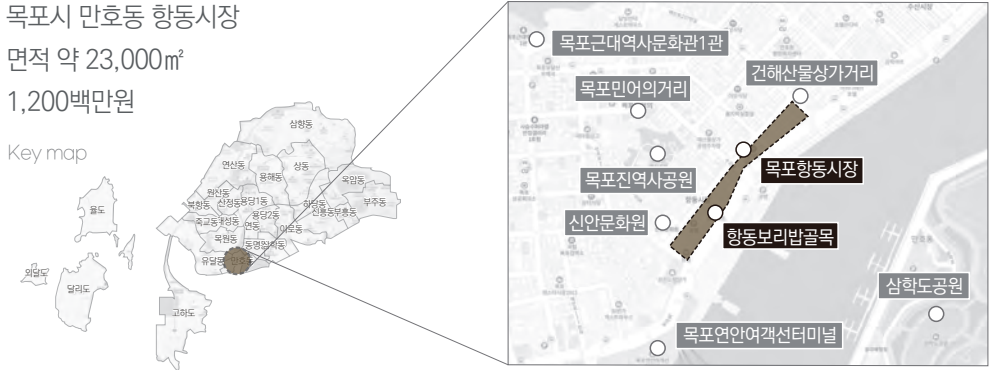 목포시 만호동 항동시장
면적 약 23,000㎡
1,200백만원
Key map
삼향동
연산동
상동
용해동
옥암동
원산동
북항동
산정동
용당1동
하당동
신흥동
부흥동
부주동
죽교동
대성동
용당2동
연동
이로동
목원동
동명동
삼학동
유달동
만호동
율도
외달도
달리도
고하도
목포근대역사문화관1관
건해산물상가거리
목포민어의거리
목포항동시장
목포진역사공원
신안문화원
항동보리밥골목
삼학도공원
목포연안여객선터미널